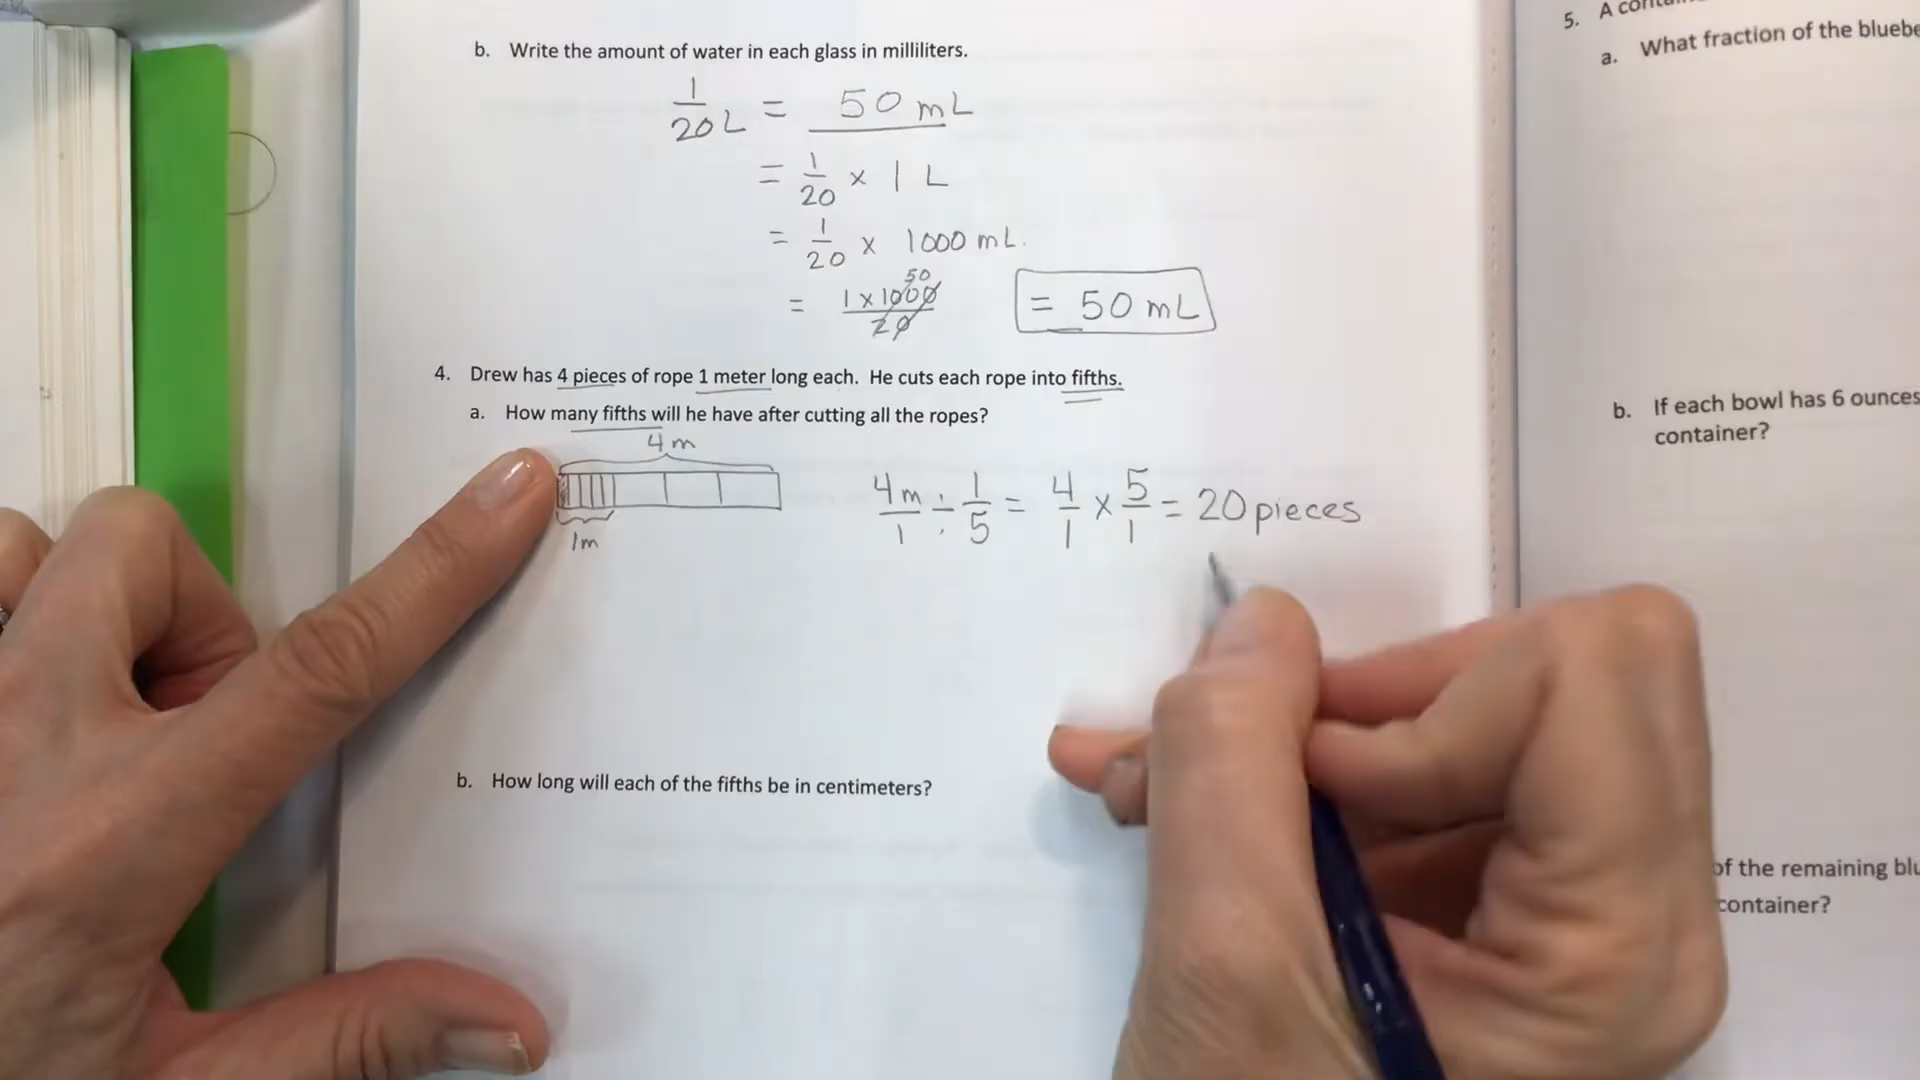 b. Write the amount of water in each glass in milliliters.
1/20 L = 50 mL
= 1/20 x 1 L
= 1/20 x 1000 mL.
50
= 1 x 1000 / 20 = 50 mL
4. Drew has 4 pieces of rope 1 meter long each. He cuts each rope into fifths.
a. How many fifths will he have after cutting all the ropes?
4 m
1m
4m/1 ÷ 1/5 = 4/1 x 5/1 = 20 pieces
b. How long will each of the fifths be in centimeters?
5. A
a. What fraction of the
b. If each bowl has 6 ounces
container?
of the remaining
container?